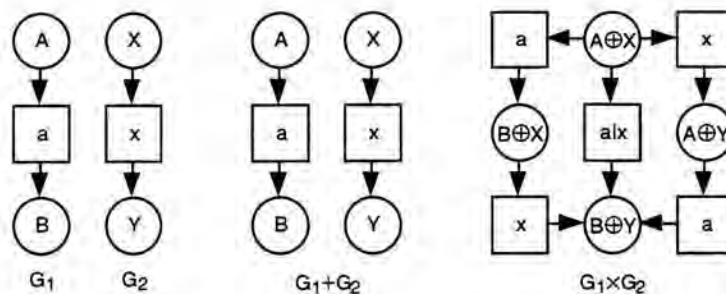 A X A X a A⊕X x
a x a x B⊕X a|x A⊕Y
B Y B Y x B⊕Y a
G₁ G₂ G₁+G₂ G₁×G₂